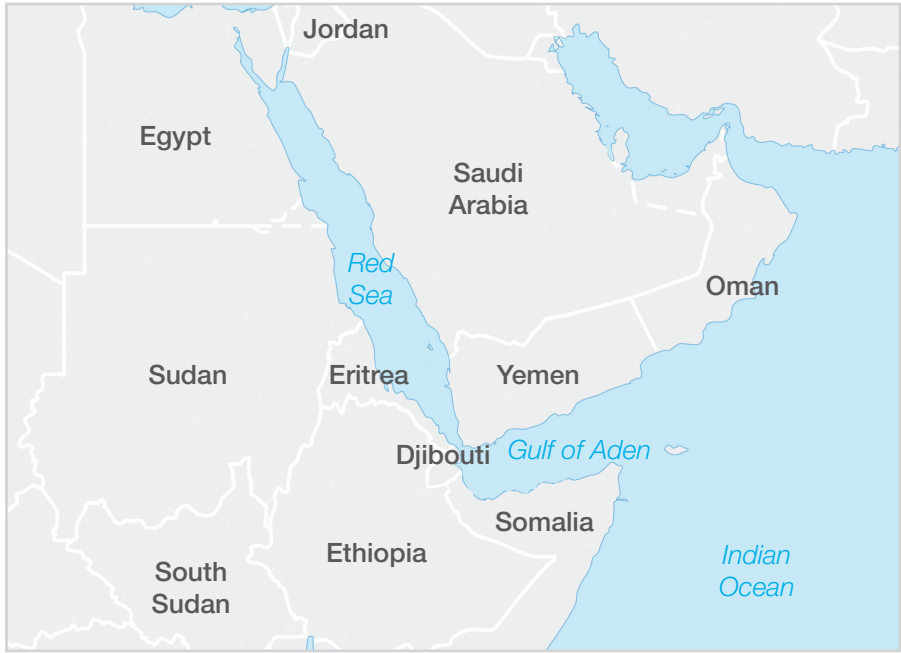 Jordan
Egypt
Saudi
Arabia
Red
Sea
Oman
Sudan
Eritrea
Yemen
Djibouti
Gulf of Aden
Somalia
Ethiopia
Indian
Ocean
South
Sudan